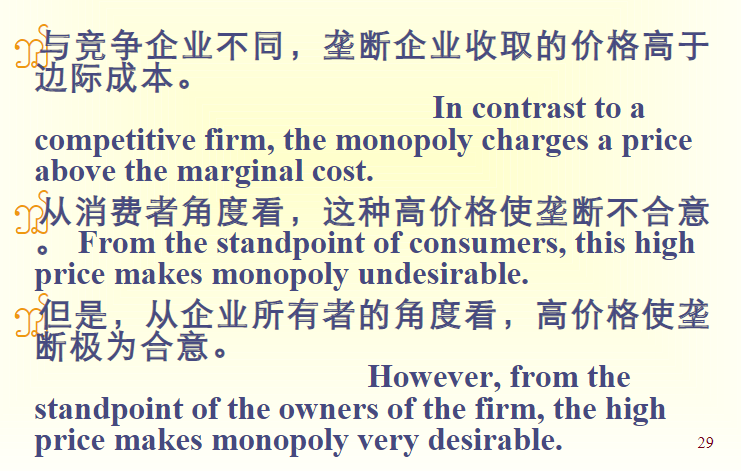 与竞争企业不同，垄断企业收取的价格高于
边际成本。
In contrast to a
competitive firm, the monopoly charges a price
above the marginal cost.
从消费者角度看，这种高价格使垄断不合意
。 From the standpoint of consumers, this high
price makes monopoly undesirable.
但是，从企业所有者的角度看，高价格使垄
断极为合意。
However, from the
standpoint of the owners of the firm, the high
price makes monopoly very desirable.
29